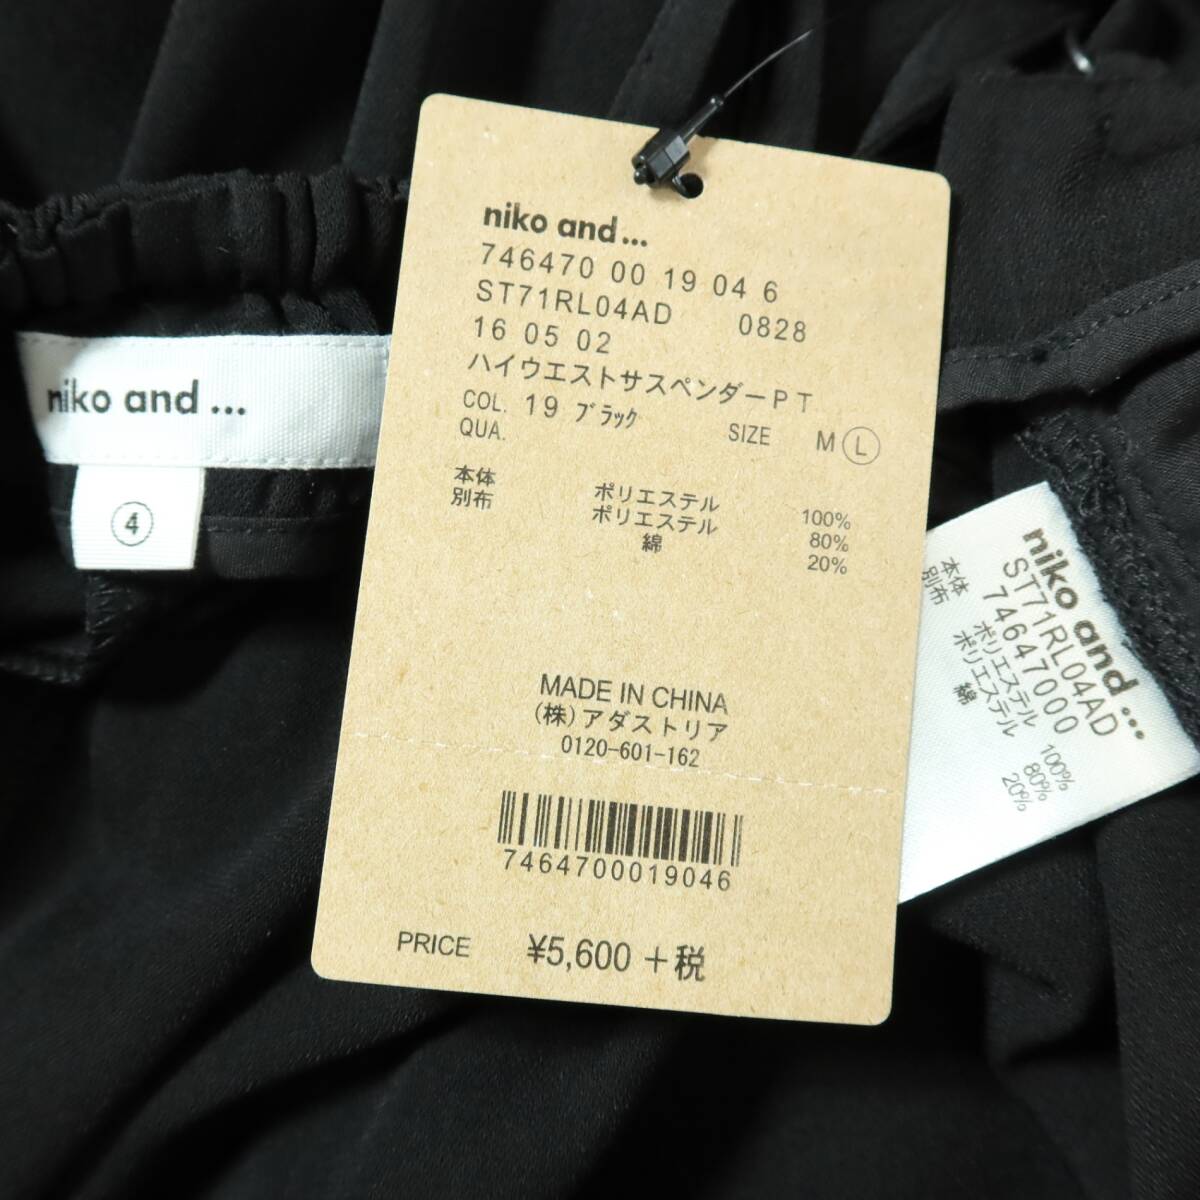 niko and...
746470 00 19 04 6
ST71RL04AD 0828
16 05 02
ハイウエストサスペンダーPT
COL. 19 ブラック SIZE M L
QUA.
本体 ポリエステル 100%
別布 ポリエステル 80%
綿 20%
MADE IN CHINA
(株)アダストリア
0120-601-162
7464700019046
PRICE ¥5,600 +税
niko and ...
4
niko and ...
ST71RL04AD
74647000
本体 ポリエステル 100%
別布 ポリエステル 80%
綿 20%